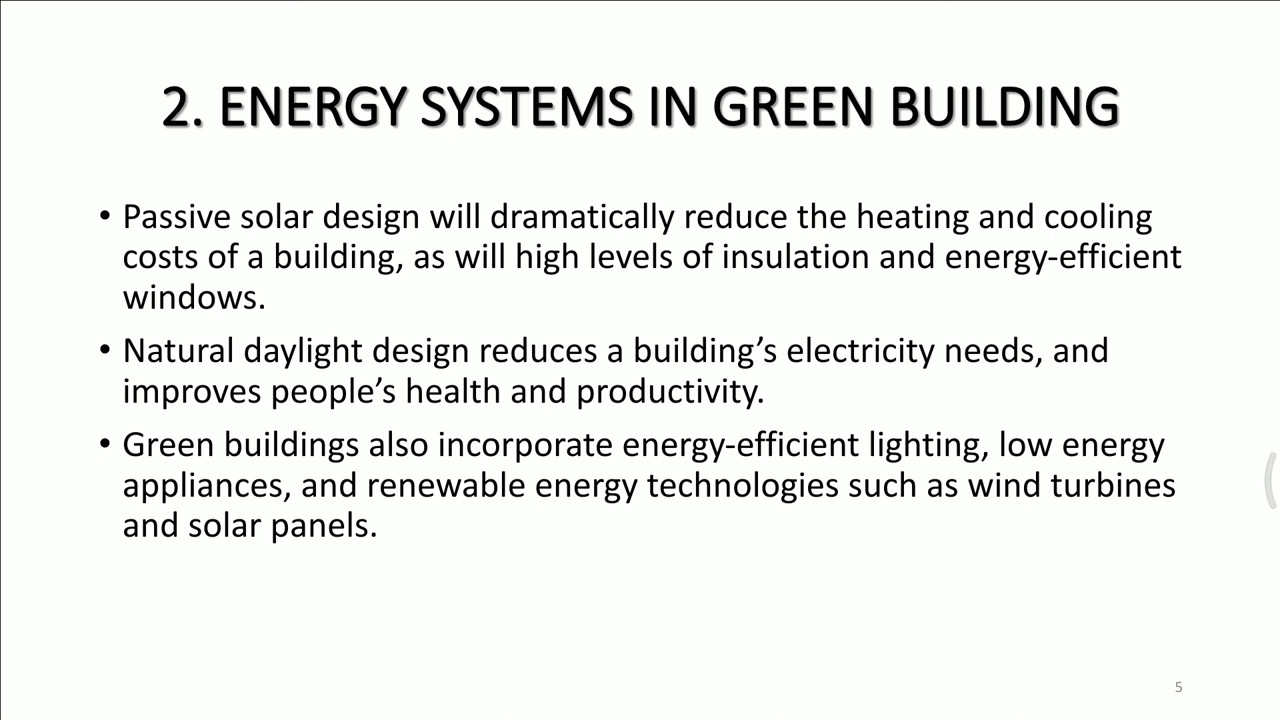 2. ENERGY SYSTEMS IN GREEN BUILDING
• Passive solar design will dramatically reduce the heating and cooling
costs of a building, as will high levels of insulation and energy-efficient
windows.
• Natural daylight design reduces a building’s electricity needs, and
improves people’s health and productivity.
• Green buildings also incorporate energy-efficient lighting, low energy
appliances, and renewable energy technologies such as wind turbines
and solar panels.
5